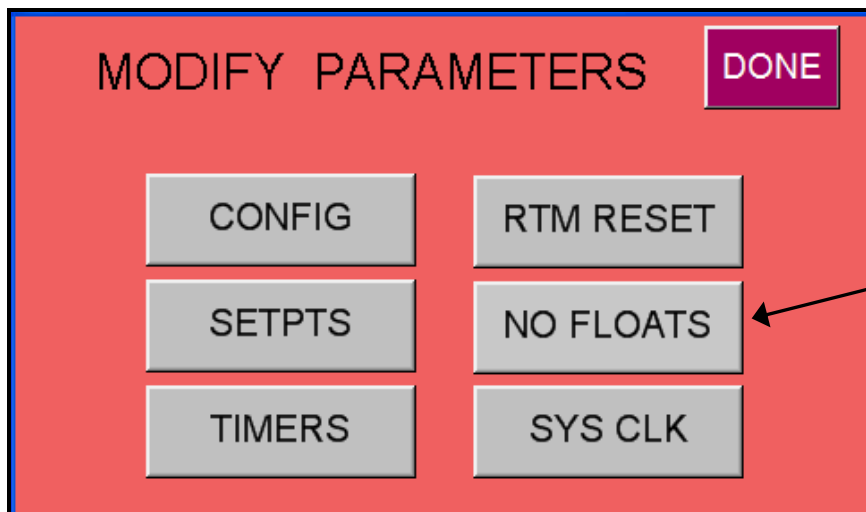 MODIFY PARAMETERS
DONE
CONFIG
RTM RESET
SETPTS
NO FLOATS
TIMERS
SYS CLK